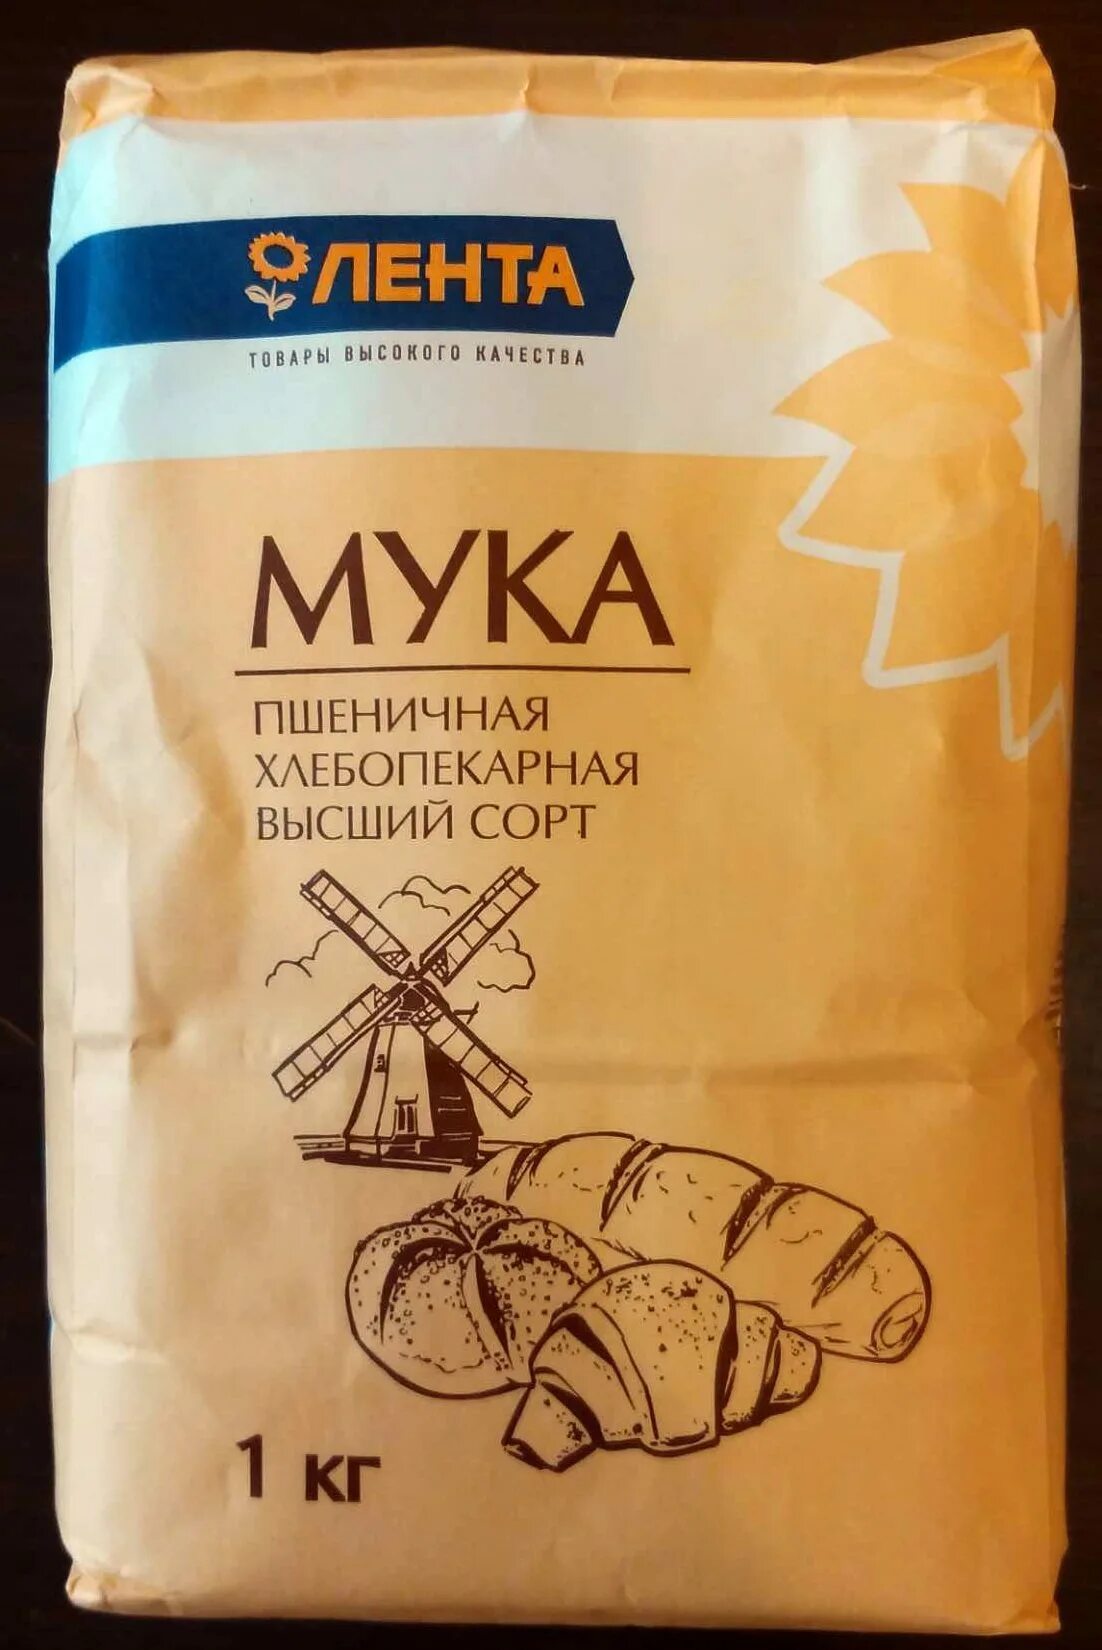 ЛЕНТА
ТОВАРЫ ВЫСОКОГО КАЧЕСТВА
МУКА
ПШЕНИЧНАЯ
ХЛЕБОПЕКАРНАЯ
ВЫСШИЙ СОРТ
1 КГ